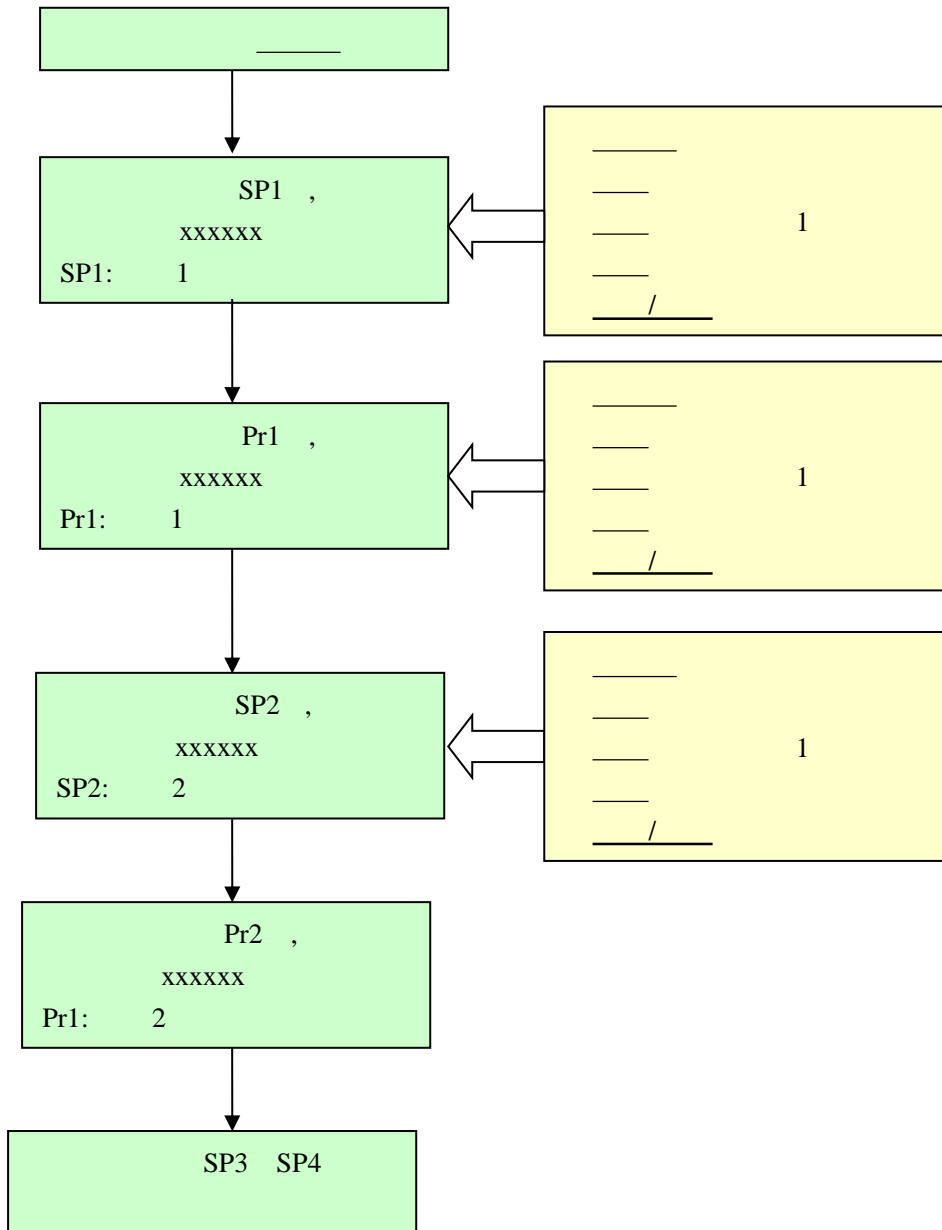 SP1 ,
xxxxxx
SP1: 1
1
/
Pr1 ,
xxxxxx
Pr1: 1
1
/
SP2 ,
xxxxxx
SP2: 2
1
/
Pr2 ,
xxxxxx
Pr1: 2
SP3 SP4